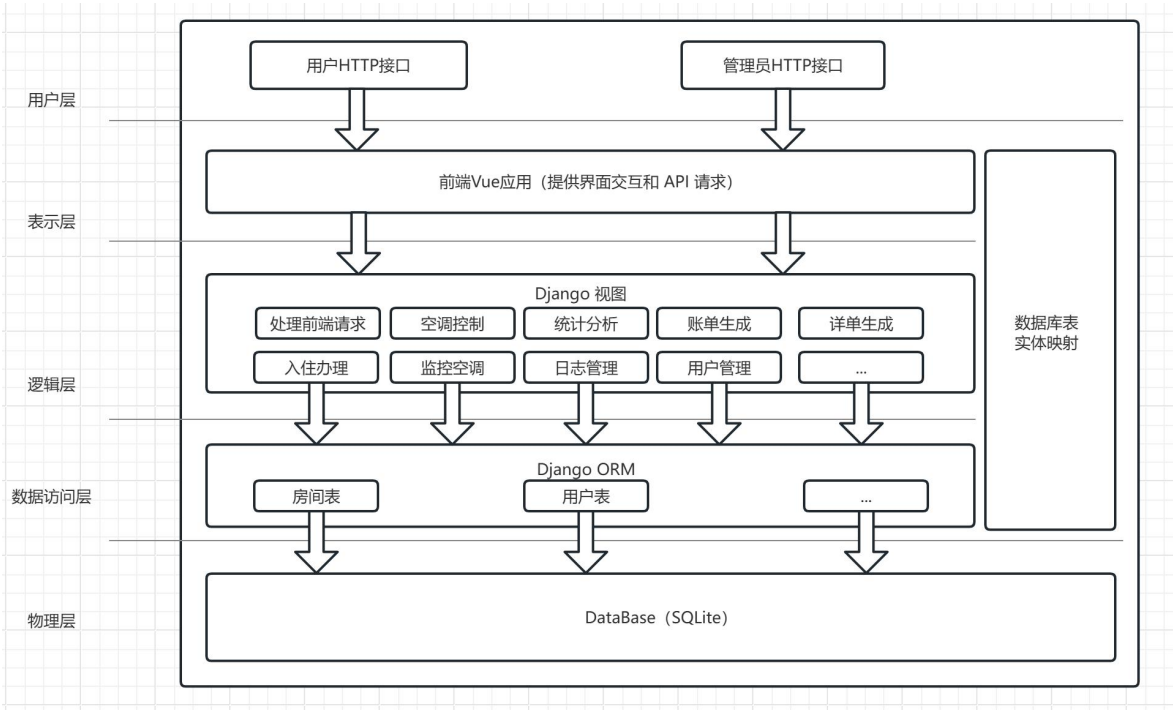 用户HTTP接口
管理员HTTP接口
用户层
前端Vue应用（提供界面交互和 API 请求）
表示层
Django 视图
处理前端请求
空调控制
统计分析
账单生成
详单生成
入住办理
监控空调
日志管理
用户管理
...
数据库表
实体映射
逻辑层
Django ORM
房间表
用户表
...
数据访问层
DataBase（SQLite）
物理层